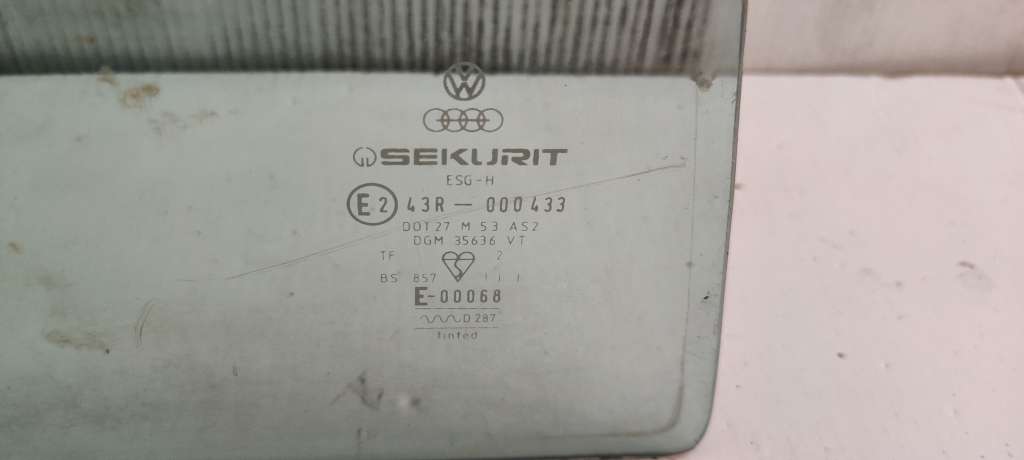 SEKURIT
ESG-H
E2 43R — 000433
DOT27 M 53 AS2
DGM 35636 VT
TF 2
BS 857
E-00068
D 287
tinted